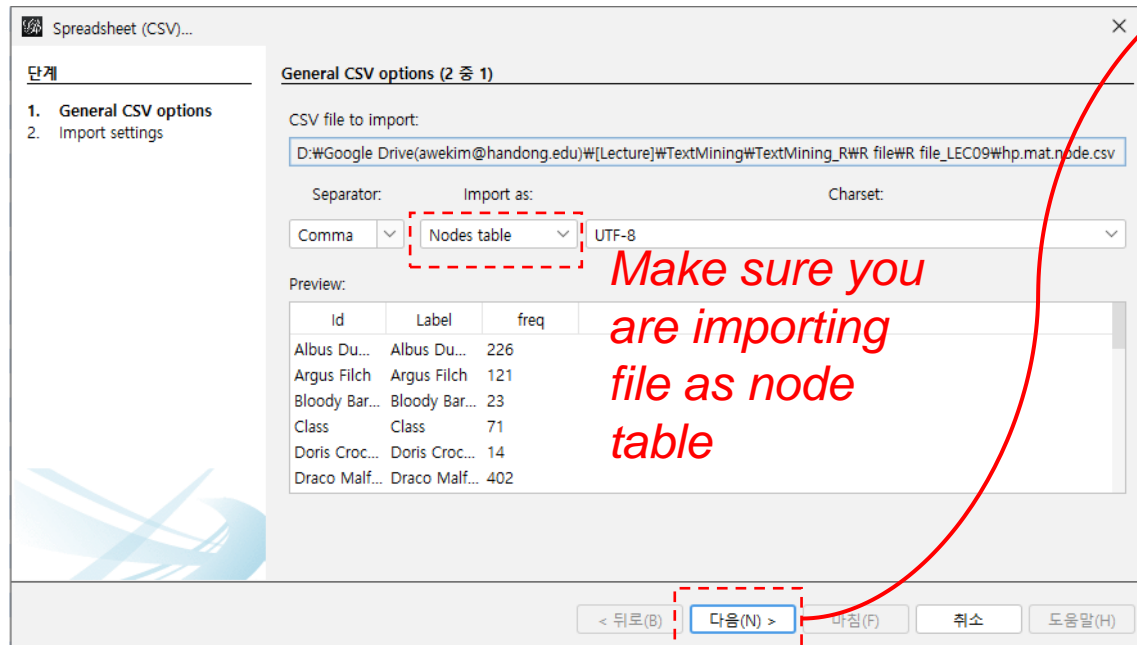 Spreadsheet (CSV)...
단계
1. General CSV options
2. Import settings
General CSV options (2 중 1)
CSV file to import:
D:₩Google Drive(awekim@handong.edu)₩[Lecture]₩TextMining₩TextMining_R₩R file₩R file_LEC09₩hp.mat.node.csv
Separator: Import as: Charset:
Comma Nodes table UTF-8
Make sure you
are importing
file as node
table
Preview:
Id Label freq
Albus Du... Albus Du... 226
Argus Filch Argus Filch 121
Bloody Bar... Bloody Bar... 23
Class Class 71
Doris Croc... Doris Croc... 14
Draco Malf... Draco Malf... 402
< 뒤로(B) 다음(N) > 마침(F) 취소 도움말(H)